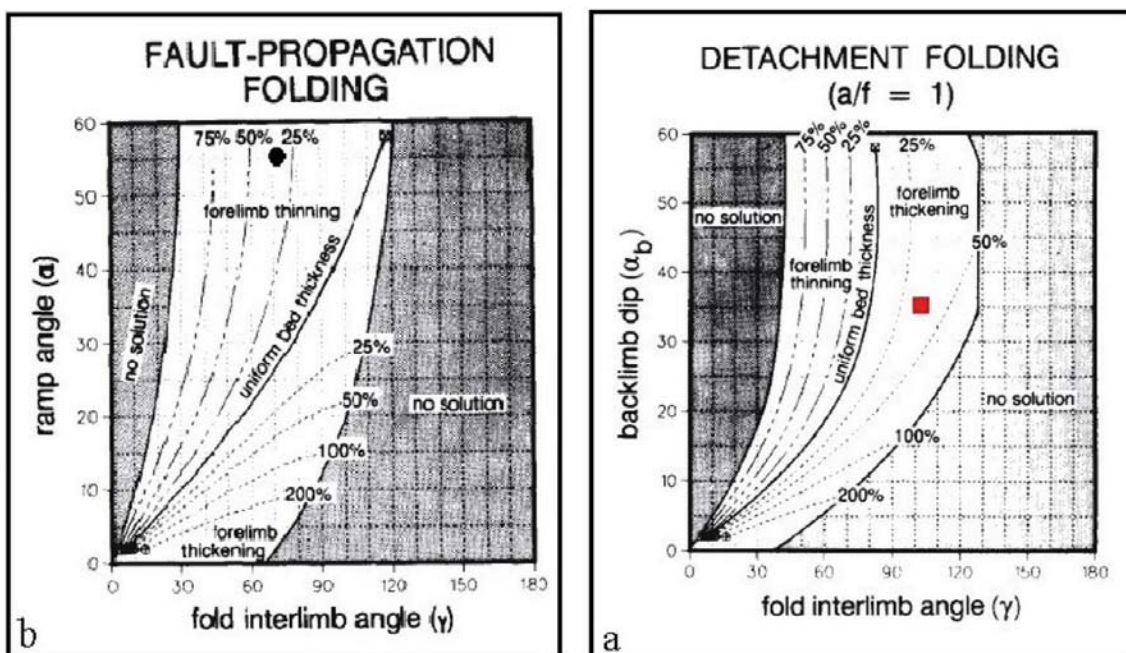 FAULT-PROPAGATION
FOLDING
60
50
40
30
20
10
0
ramp angle (α)
75% 50% 25%
forelimb thinning
no solution
uniform bed thickness
25%
50%
100%
200%
forelimb
thickening
no solution
0 30 60 90 120 150 180
fold interlimb angle (γ)
b
DETACHMENT FOLDING
(a/f = 1)
60
50
40
30
20
10
0
backlimb dip (αb)
75%
50%
25%
25%
forelimb
thickening
no solution
50%
forelimb
thinning
uniform bed thickness
no solution
100%
200%
0 30 60 90 120 150 180
fold interlimb angle (γ)
a